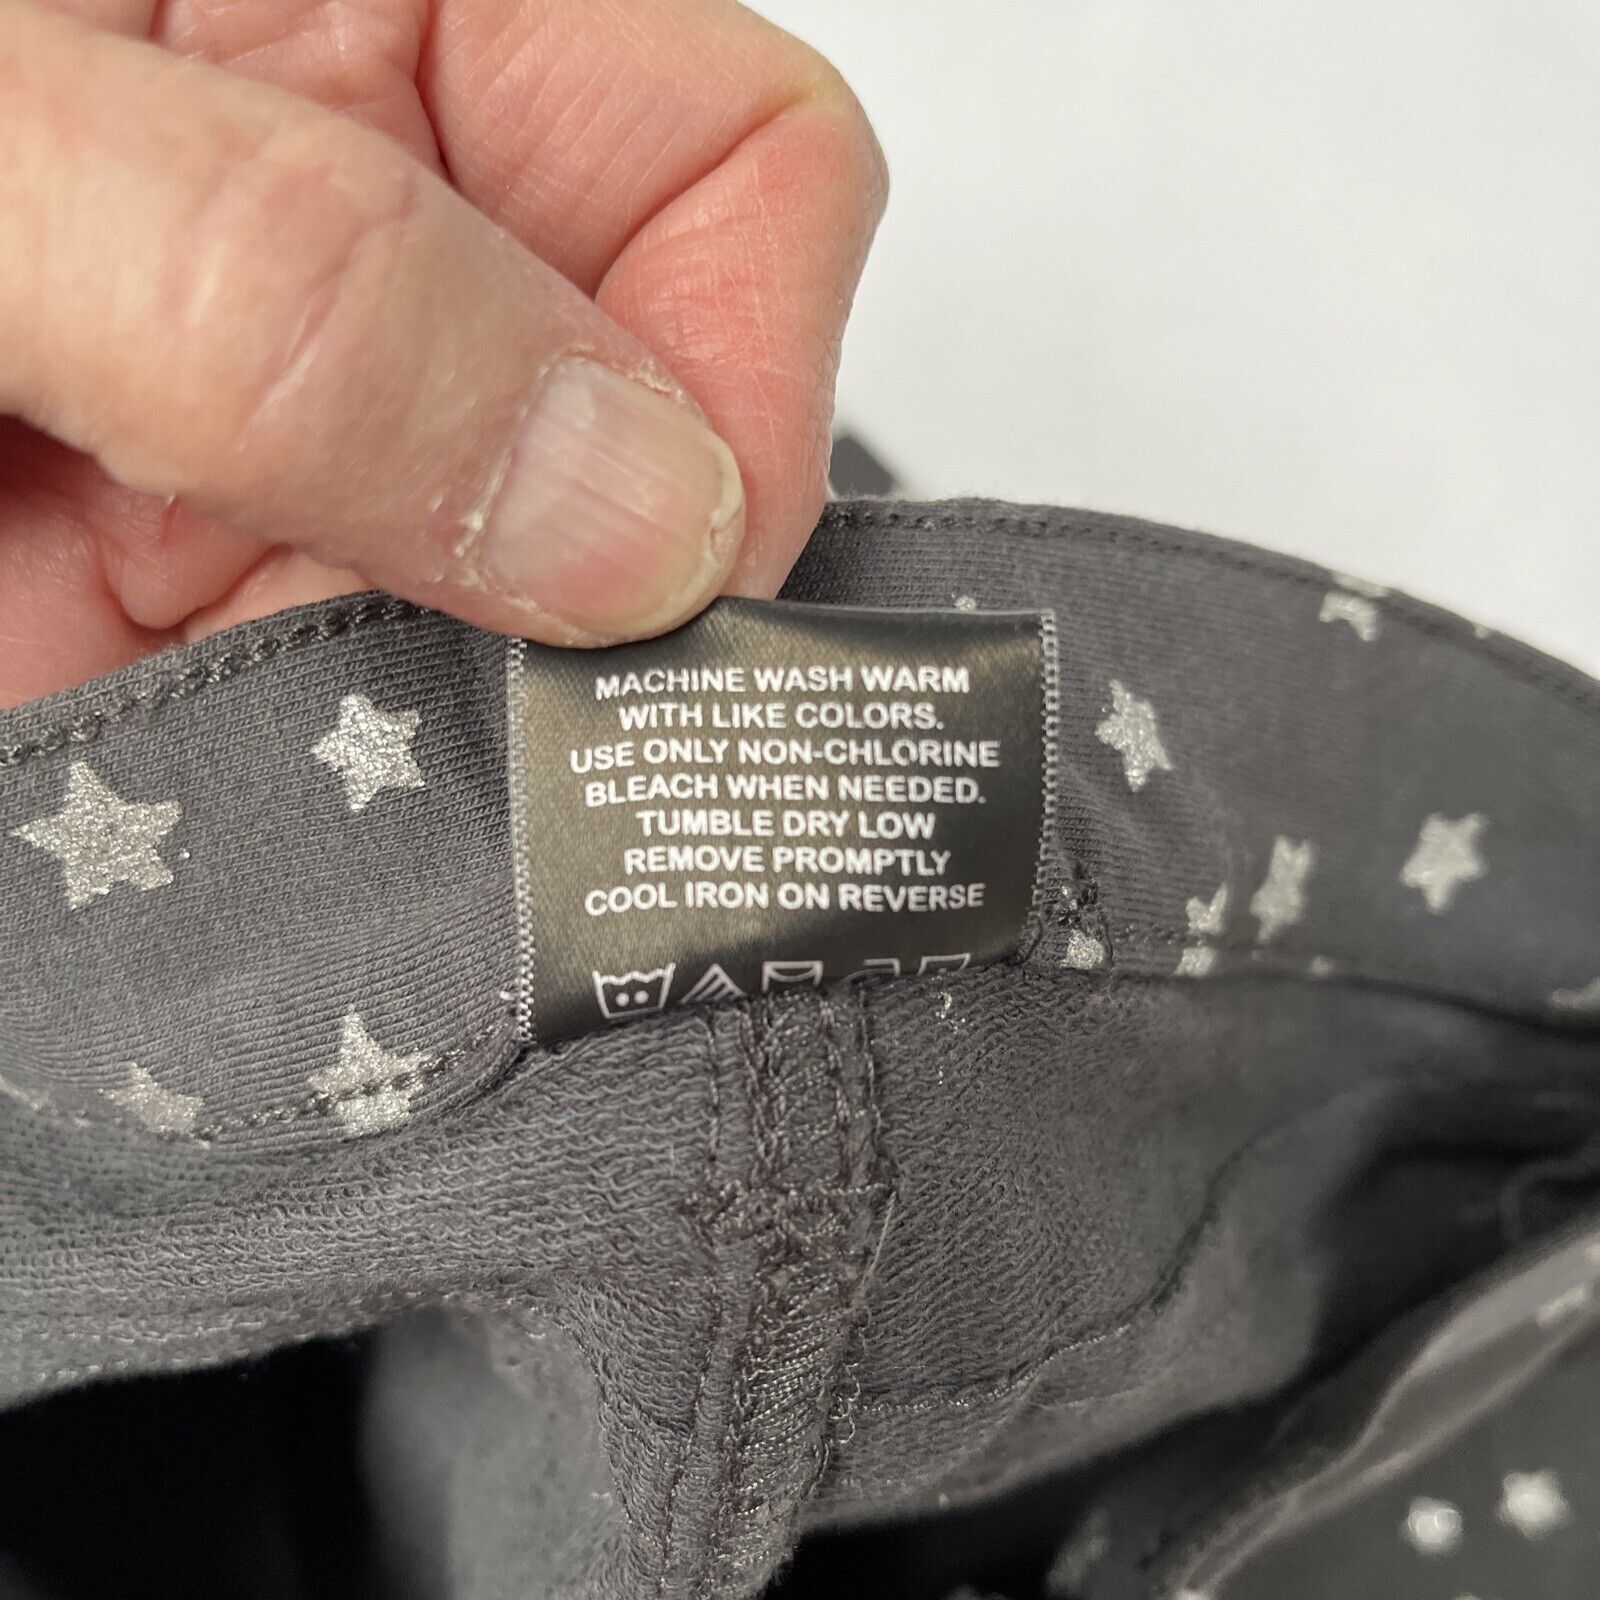 MACHINE WASH WARM
WITH LIKE COLORS.
USE ONLY NON-CHLORINE
BLEACH WHEN NEEDED.
TUMBLE DRY LOW
REMOVE PROMPTLY
COOL IRON ON REVERSE